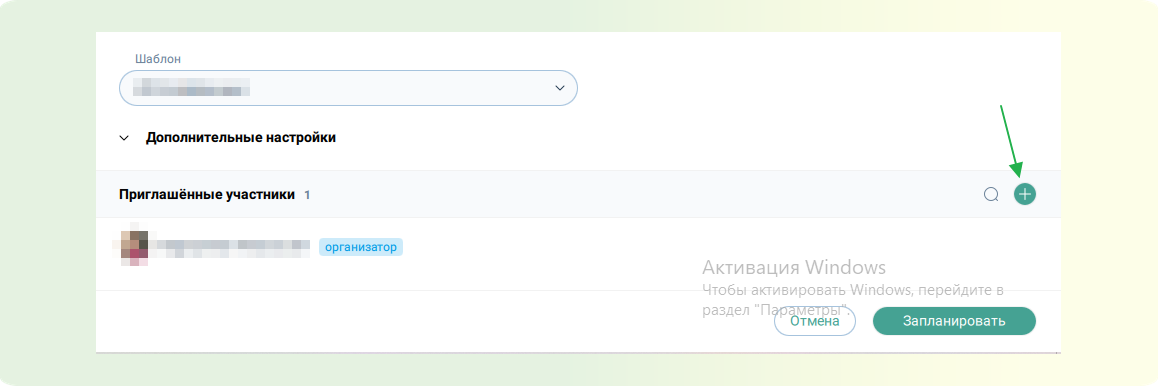 Шаблон
Дополнительные настройки
Приглашённые участники 1
организатор
Активация Windows
Чтобы активировать Windows, перейдите в
раздел "Параметры".
Отмена
Запланировать